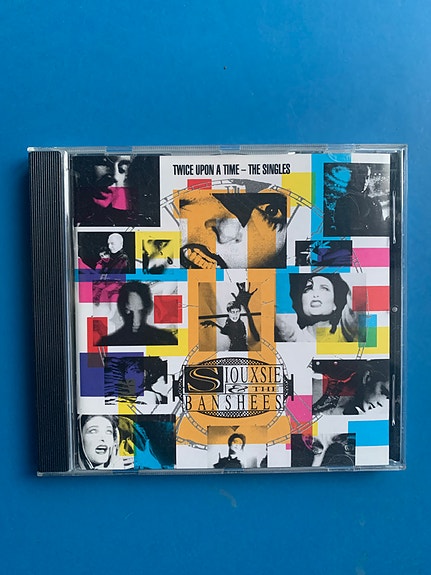 TWICE UPON A TIME – THE SINGLES
SIOUXSIE
& THE
BANSHEES